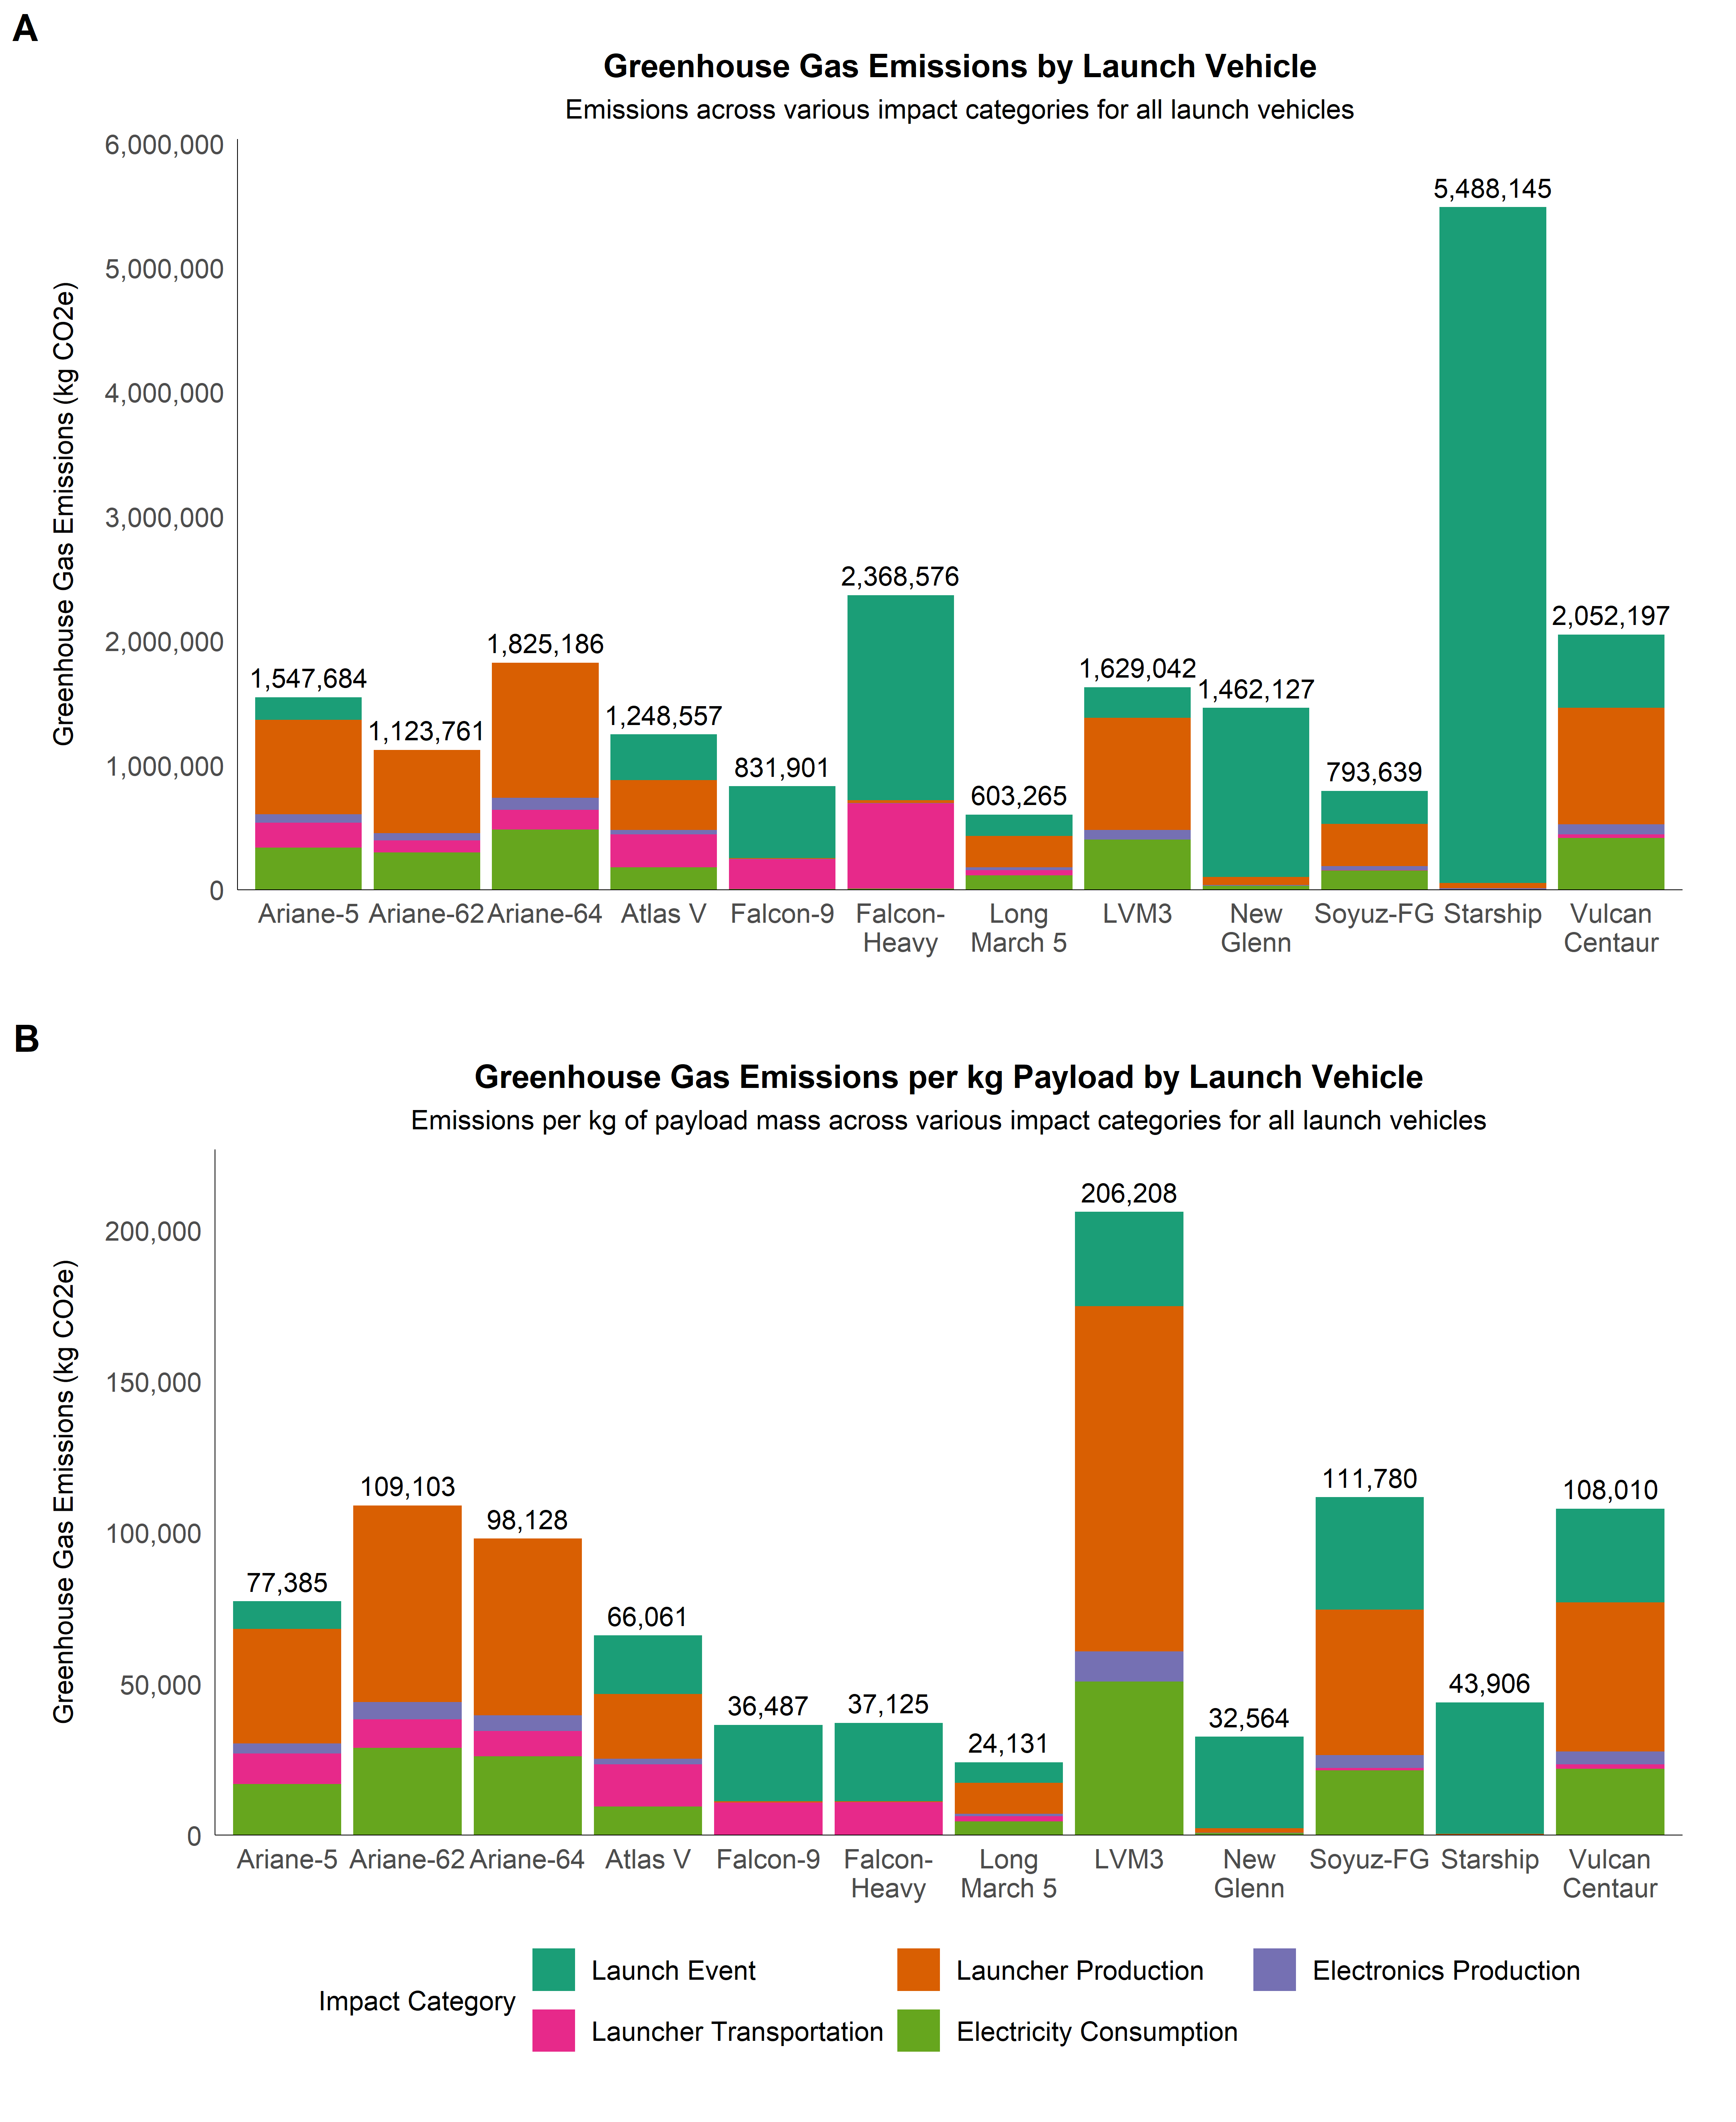 A
Greenhouse Gas Emissions by Launch Vehicle
Emissions across various impact categories for all launch vehicles
Greenhouse Gas Emissions (kg CO2e)
6,000,000
5,000,000
4,000,000
3,000,000
2,000,000
1,000,000
0
1,547,684
1,123,761
1,825,186
1,248,557
831,901
2,368,576
603,265
1,629,042
1,462,127
793,639
5,488,145
2,052,197
Ariane-5
Ariane-62
Ariane-64
Atlas V
Falcon-9
Falcon-
Heavy
Long
March 5
LVM3
New
Glenn
Soyuz-FG
Starship
Vulcan
Centaur
B
Greenhouse Gas Emissions per kg Payload by Launch Vehicle
Emissions per kg of payload mass across various impact categories for all launch vehicles
Greenhouse Gas Emissions (kg CO2e)
200,000
150,000
100,000
50,000
0
77,385
109,103
98,128
66,061
36,487
37,125
24,131
206,208
32,564
111,780
43,906
108,010
Ariane-5
Ariane-62
Ariane-64
Atlas V
Falcon-9
Falcon-
Heavy
Long
March 5
LVM3
New
Glenn
Soyuz-FG
Starship
Vulcan
Centaur
Impact Category
Launch Event
Launcher Production
Electronics Production
Launcher Transportation
Electricity Consumption